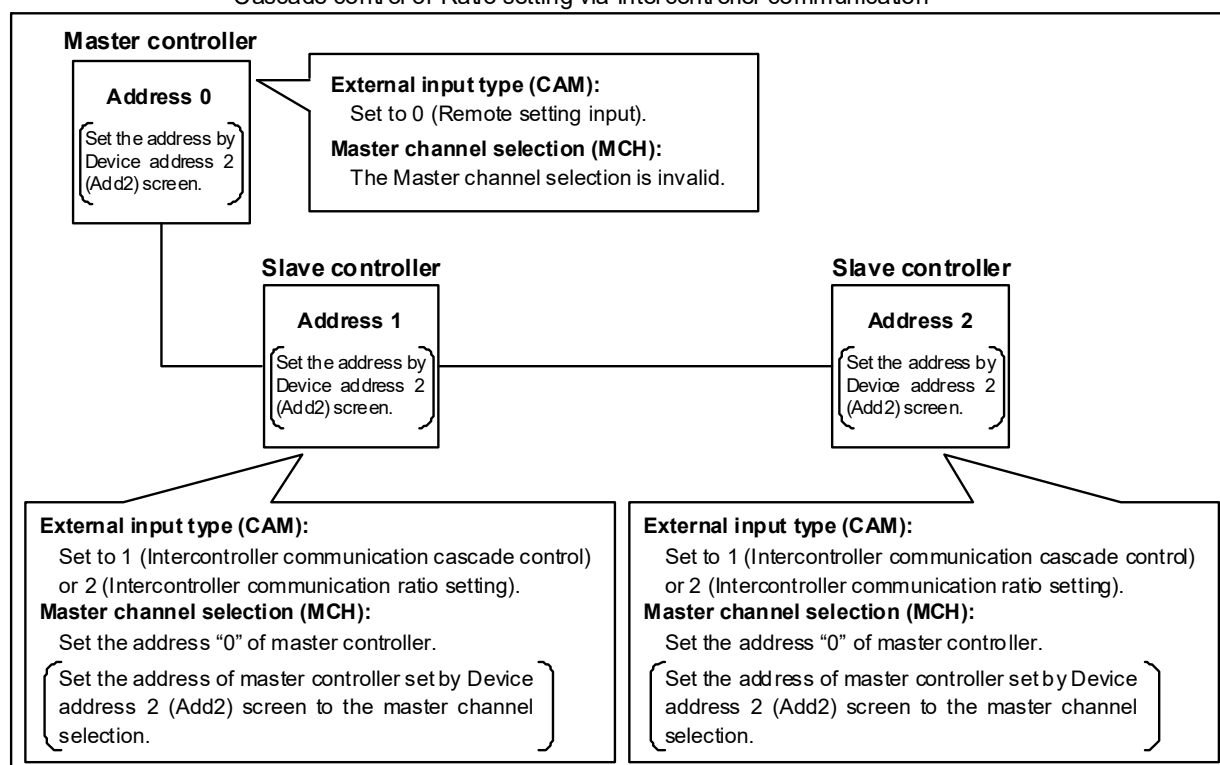 Cascade control or Ratio setting via Intercontroller communication
Master controller
Address 0
Set the address by
Device address 2
(Add2) screen.
External input type (CAM):
Set to 0 (Remote setting input).
Master channel selection (MCH):
The Master channel selection is invalid.
Slave controller
Address 1
Set the address by
Device address 2
(Add2) screen.
Slave controller
Address 2
Set the address by
Device address 2
(Add2) screen.
External input type (CAM):
Set to 1 (Intercontroller communication cascade control)
or 2 (Intercontroller communication ratio setting).
Master channel selection (MCH):
Set the address “0” of master controller.
Set the address of master controller set by Device
address 2 (Add2) screen to the master channel
selection.
External input type (CAM):
Set to 1 (Intercontroller communication cascade control)
or 2 (Intercontroller communication ratio setting).
Master channel selection (MCH):
Set the address “0” of master controller.
Set the address of master controller set by Device
address 2 (Add2) screen to the master channel
selection.